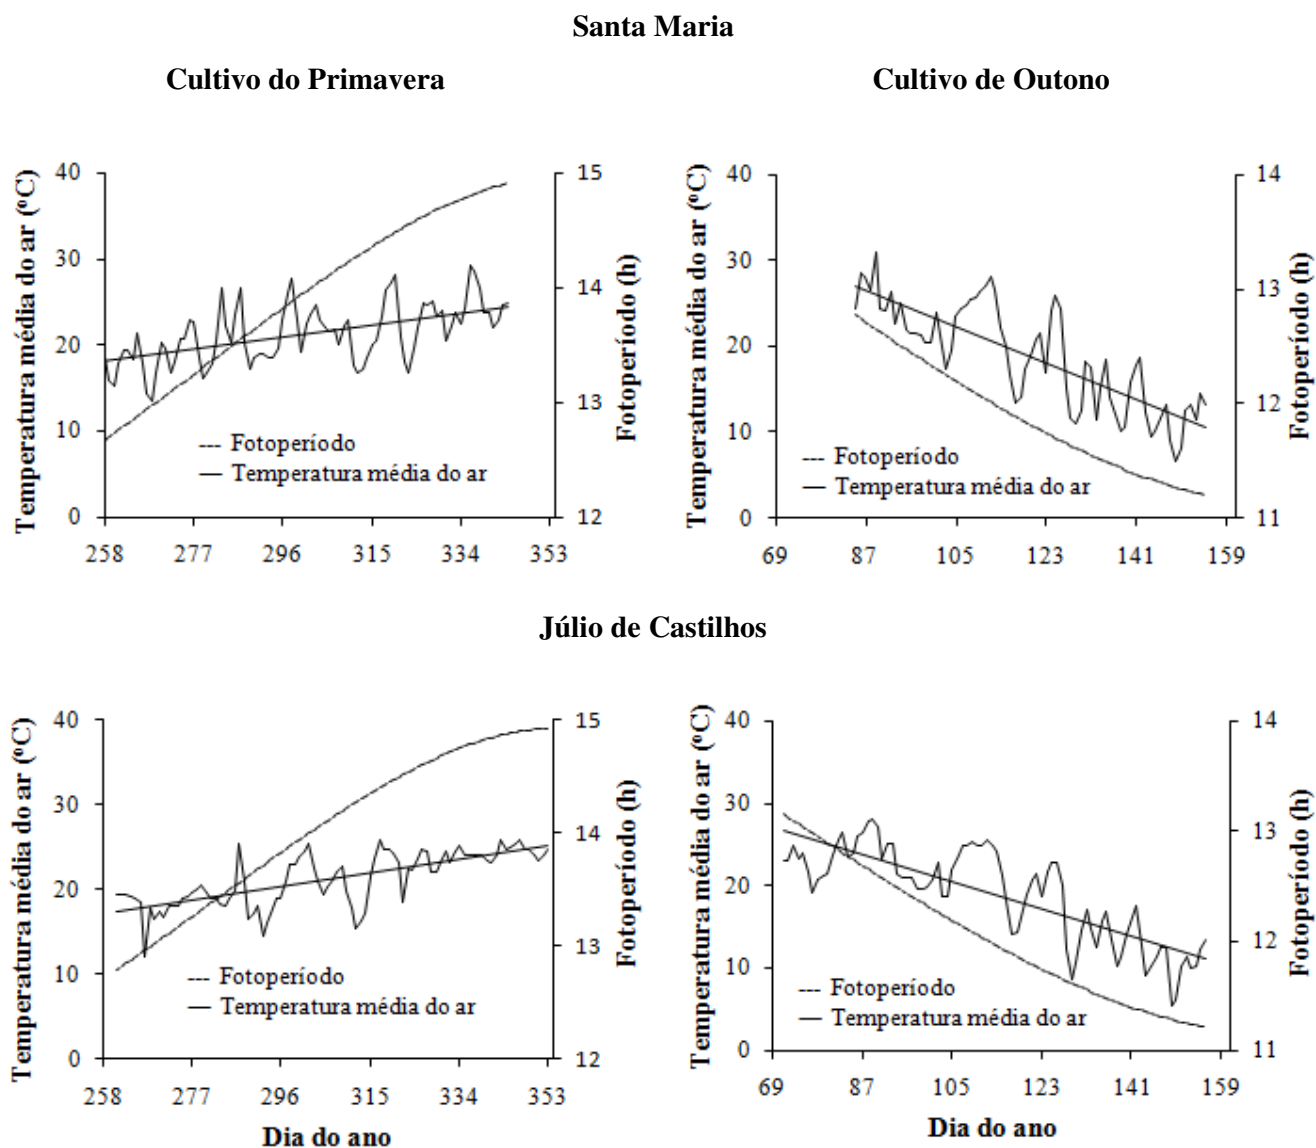 Santa Maria
Cultivo do Primavera
Cultivo de Outono
Temperatura média do ar (ºC)
40
30
20
10
0
15
14
13
12
Fotoperíodo (h)
--- Fotoperíodo
— Temperatura média do ar
258 277 296 315 334 353
Temperatura média do ar (ºC)
40
30
20
10
0
14
13
12
11
Fotoperíodo (h)
--- Fotoperíodo
— Temperatura média do ar
69 87 105 123 141 159
Júlio de Castilhos
Temperatura média do ar (ºC)
40
30
20
10
0
15
14
13
12
Fotoperíodo (h)
--- Fotoperíodo
— Temperatura média do ar
258 277 296 315 334 353
Dia do ano
Temperatura média do ar (ºC)
40
30
20
10
0
14
13
12
11
Fotoperíodo (h)
--- Fotoperíodo
— Temperatura média do ar
69 87 105 123 141 159
Dia do ano